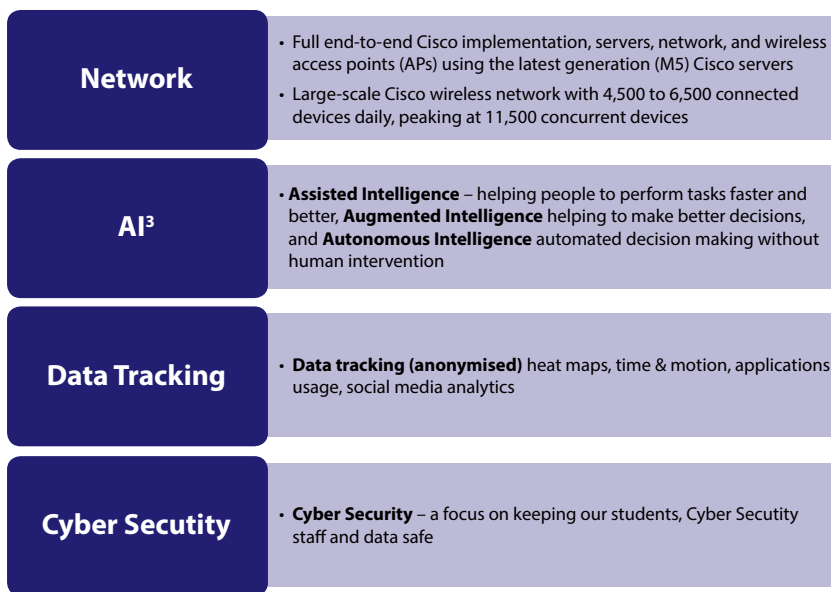 Network
• Full end-to-end Cisco implementation, servers, network, and wireless
access points (APs) using the latest generation (M5) Cisco servers
• Large-scale Cisco wireless network with 4,500 to 6,500 connected
devices daily, peaking at 11,500 concurrent devices
AI³
• Assisted Intelligence – helping people to perform tasks faster and
better, Augmented Intelligence helping to make better decisions,
and Autonomous Intelligence automated decision making without
human intervention
Data Tracking
• Data tracking (anonymised) heat maps, time & motion, applications
usage, social media analytics
Cyber Secutity
• Cyber Security – a focus on keeping our students, Cyber Secutity
staff and data safe